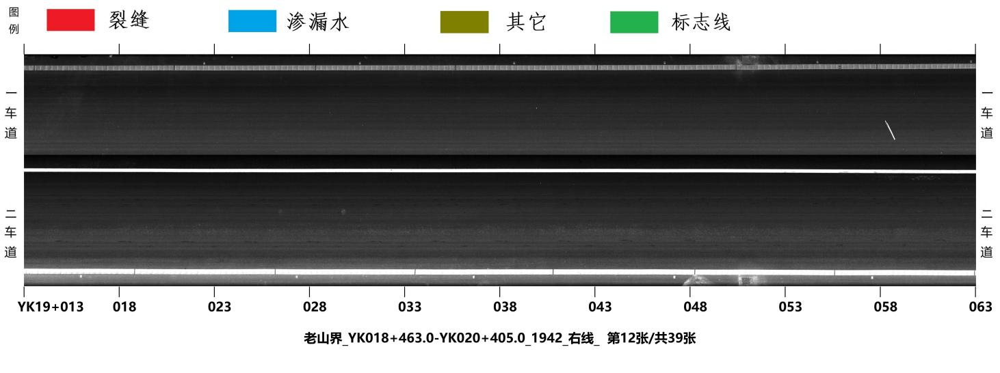 图例
裂缝 渗漏水 其它 标志线
一车道 一车道
二车道 二车道
YK19+013 018 023 028 033 038 043 048 053 058 063
老山界_YK018+463.0-YK020+405.0_1942_右线_ 第12张/共39张